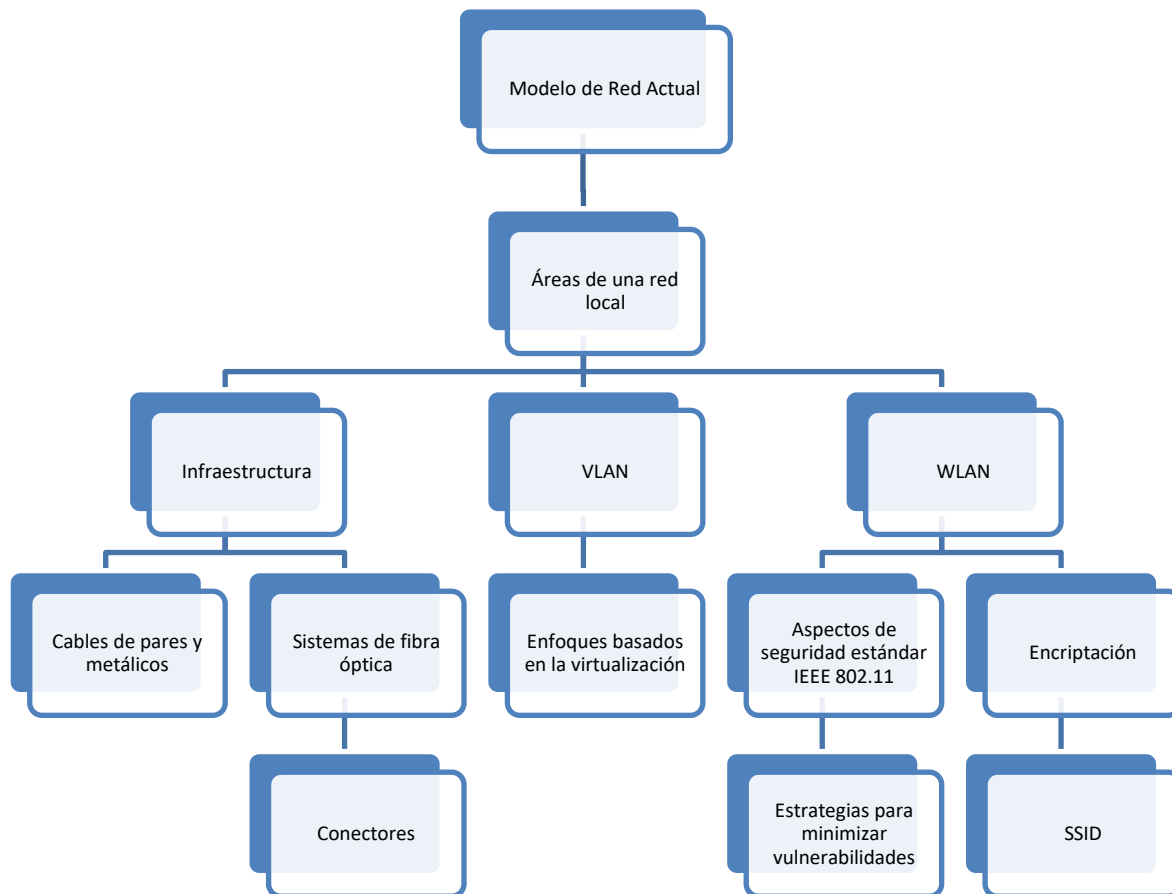 Modelo de Red Actual
Áreas de una red
local
Infraestructura
VLAN
WLAN
Cables de pares y
metálicos
Sistemas de fibra
óptica
Enfoques basados
en la virtualización
Aspectos de
seguridad estándar
IEEE 802.11
Encriptación
Conectores
Estrategias para
minimizar
vulnerabilidades
SSID